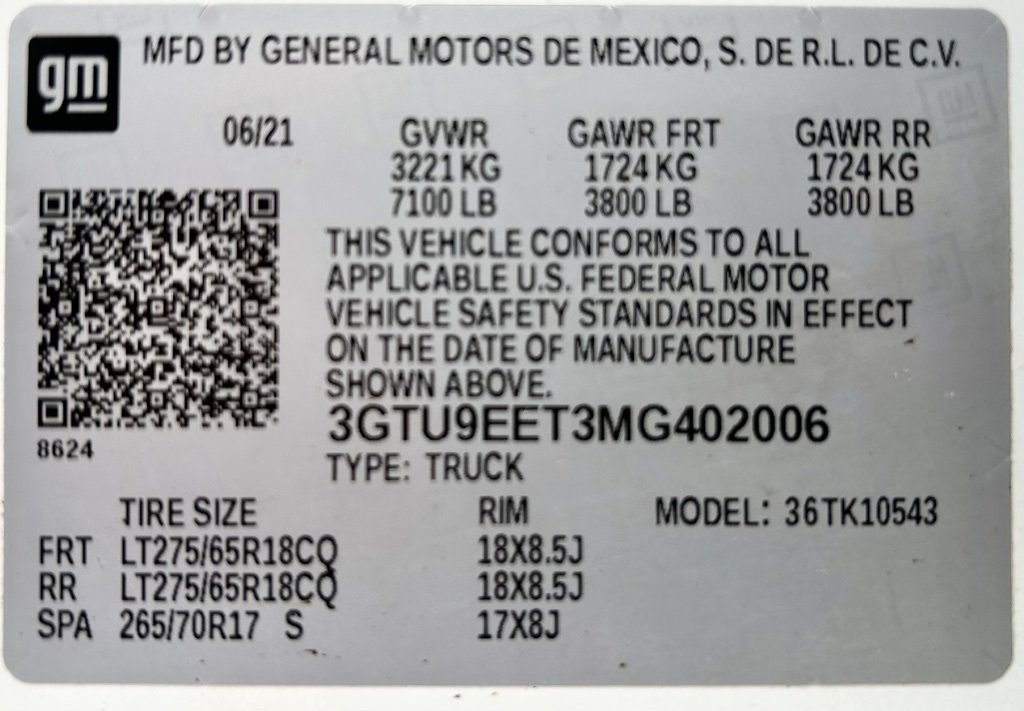 gm MFD BY GENERAL MOTORS DE MEXICO, S. DE R.L. DE C.V.
06/21 GVWR GAWR FRT GAWR RR
3221 KG 1724 KG 1724 KG
7100 LB 3800 LB 3800 LB
THIS VEHICLE CONFORMS TO ALL
APPLICABLE U.S. FEDERAL MOTOR
VEHICLE SAFETY STANDARDS IN EFFECT
ON THE DATE OF MANUFACTURE
SHOWN ABOVE.
3GTU9EET3MG402006
8624
TYPE: TRUCK
TIRE SIZE RIM MODEL: 36TK10543
FRT LT275/65R18CQ 18X8.5J
RR LT275/65R18CQ 18X8.5J
SPA 265/70R17 S 17X8J